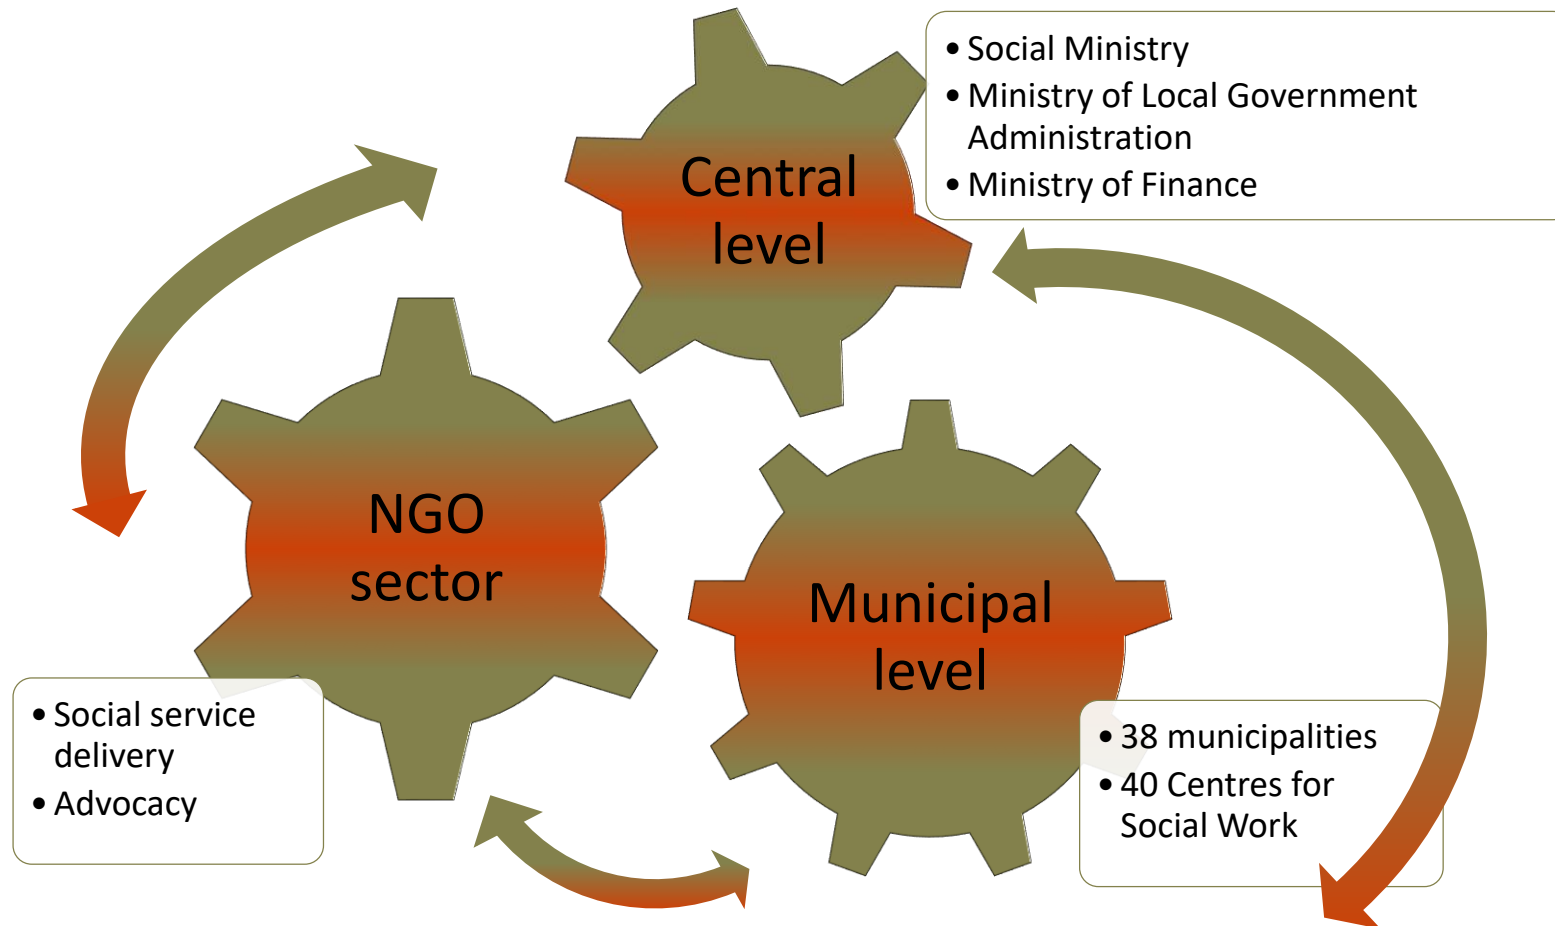 • Social Ministry
• Ministry of Local Government
Administration
• Ministry of Finance
Central
level
NGO
sector
Municipal
level
• Social service
delivery
• Advocacy
• 38 municipalities
• 40 Centres for
Social Work